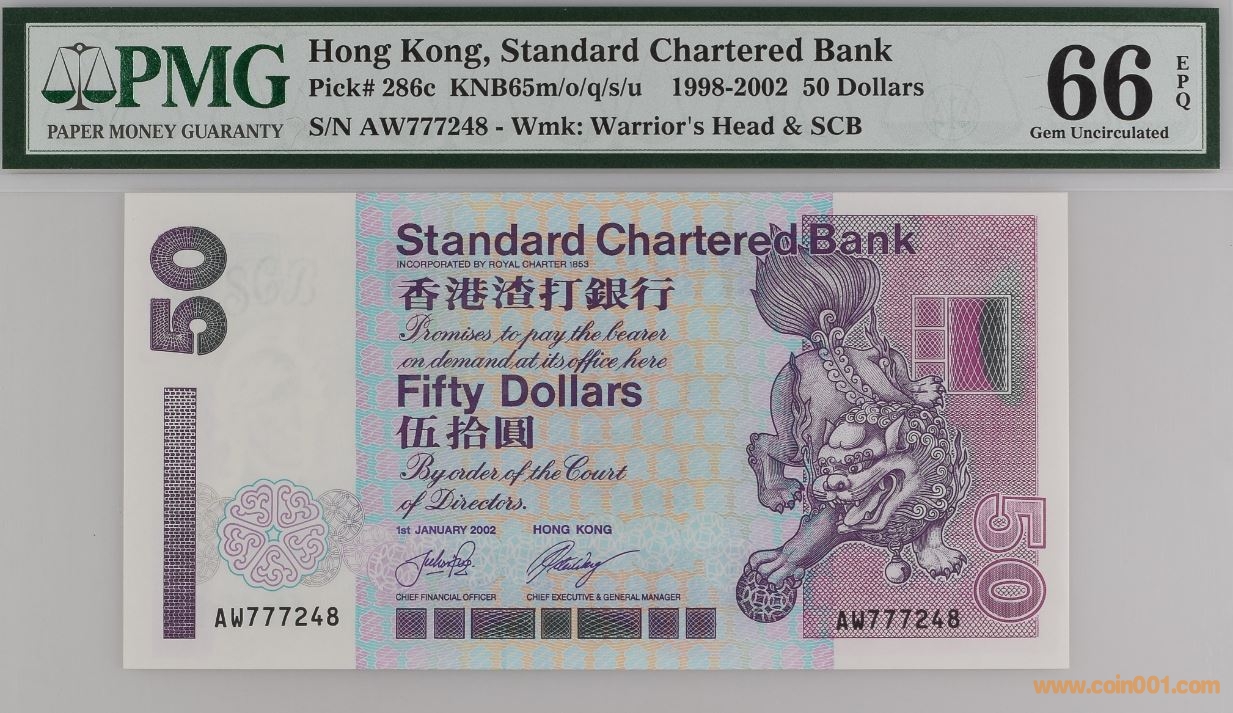 PMG
PAPER MONEY GUARANTY
Hong Kong, Standard Chartered Bank
Pick# 286c KNB65m/o/q/s/u 1998-2002 50 Dollars
S/N AW777248 - Wmk: Warrior's Head & SCB
66
EPQ
Gem Uncirculated
50
Standard Chartered Bank
INCORPORATED BY ROYAL CHARTER 1853
香港渣打銀行
Promises to pay the bearer
on demand at its office here
Fifty Dollars
伍拾圓
By order of the Court
of Directors.
1st JANUARY 2002 HONG KONG
CHIEF FINANCIAL OFFICER CHIEF EXECUTIVE & GENERAL MANAGER
AW777248
AW777248
50
SCB
www.coin001.com